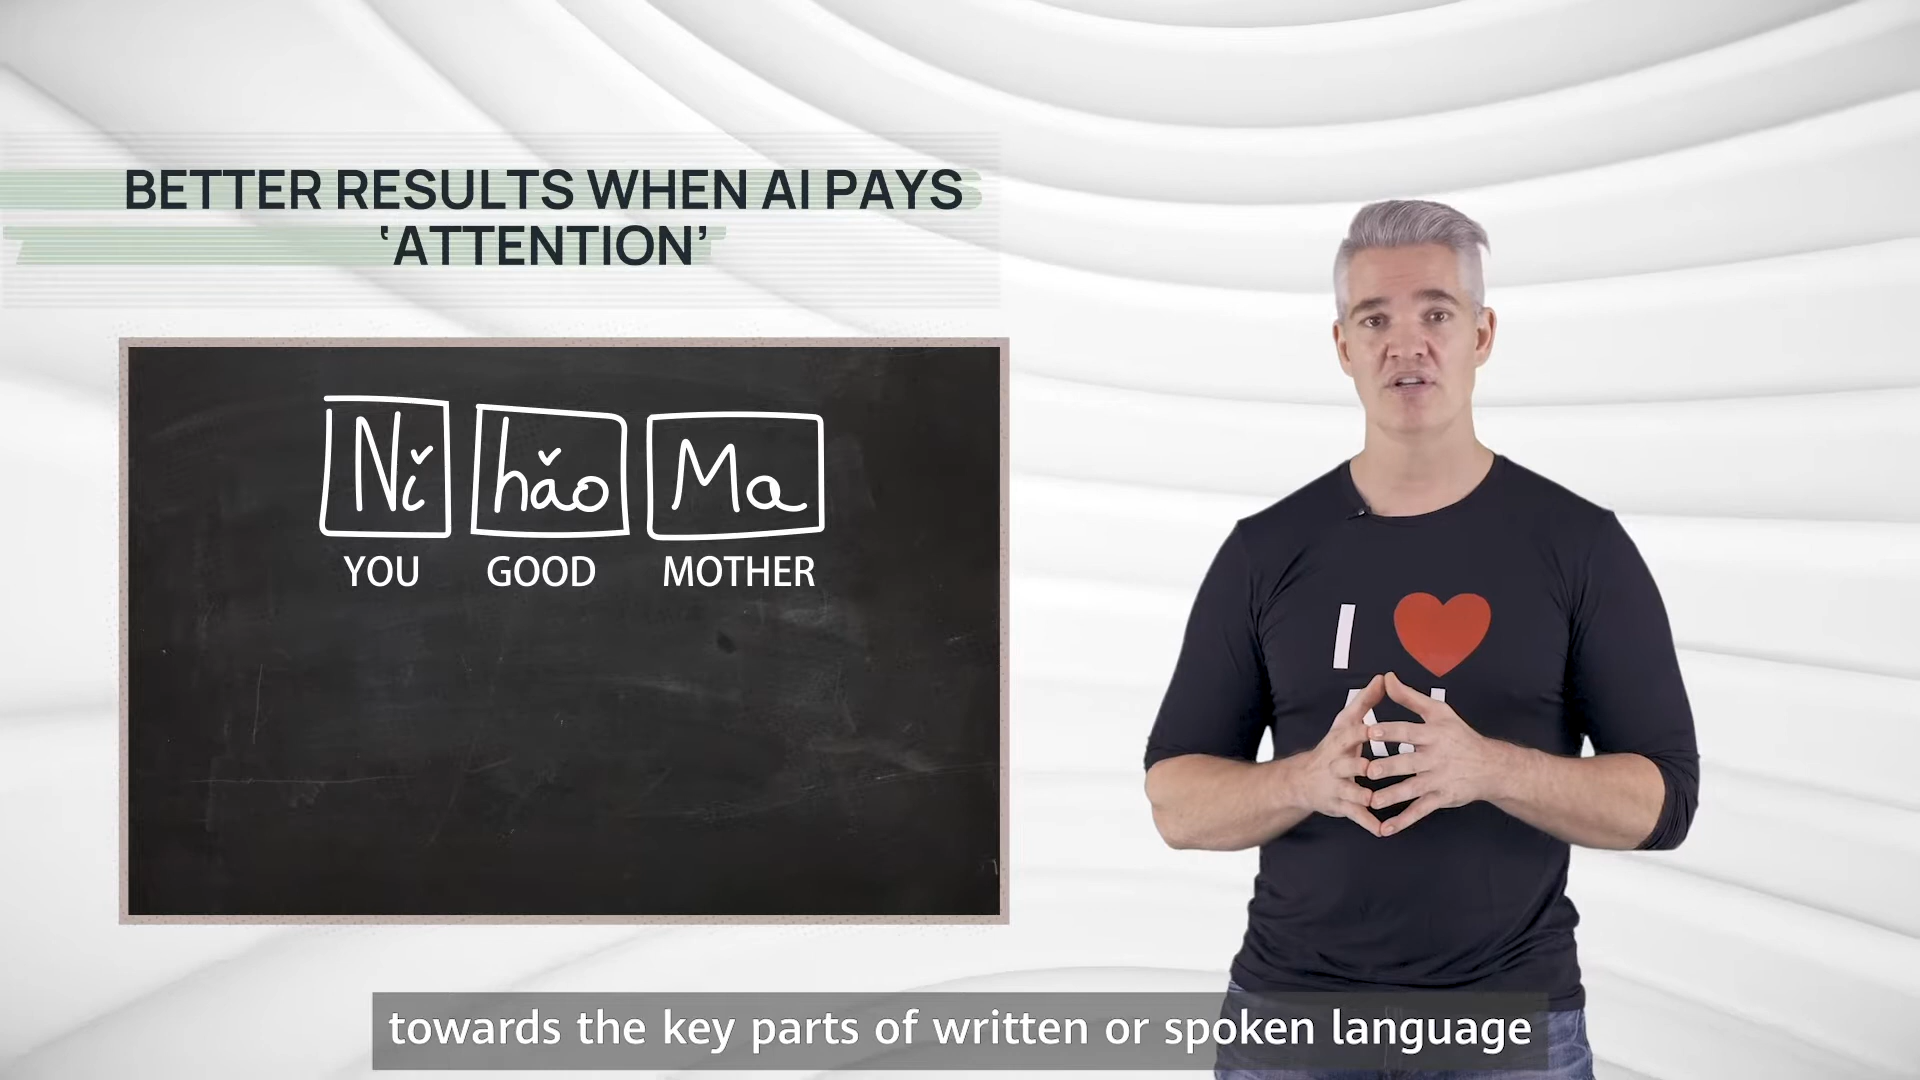 BETTER RESULTS WHEN AI PAYS
‘ATTENTION’
Nǐ hǎo Ma
YOU GOOD MOTHER
I ❤
AI
towards the key parts of written or spoken language